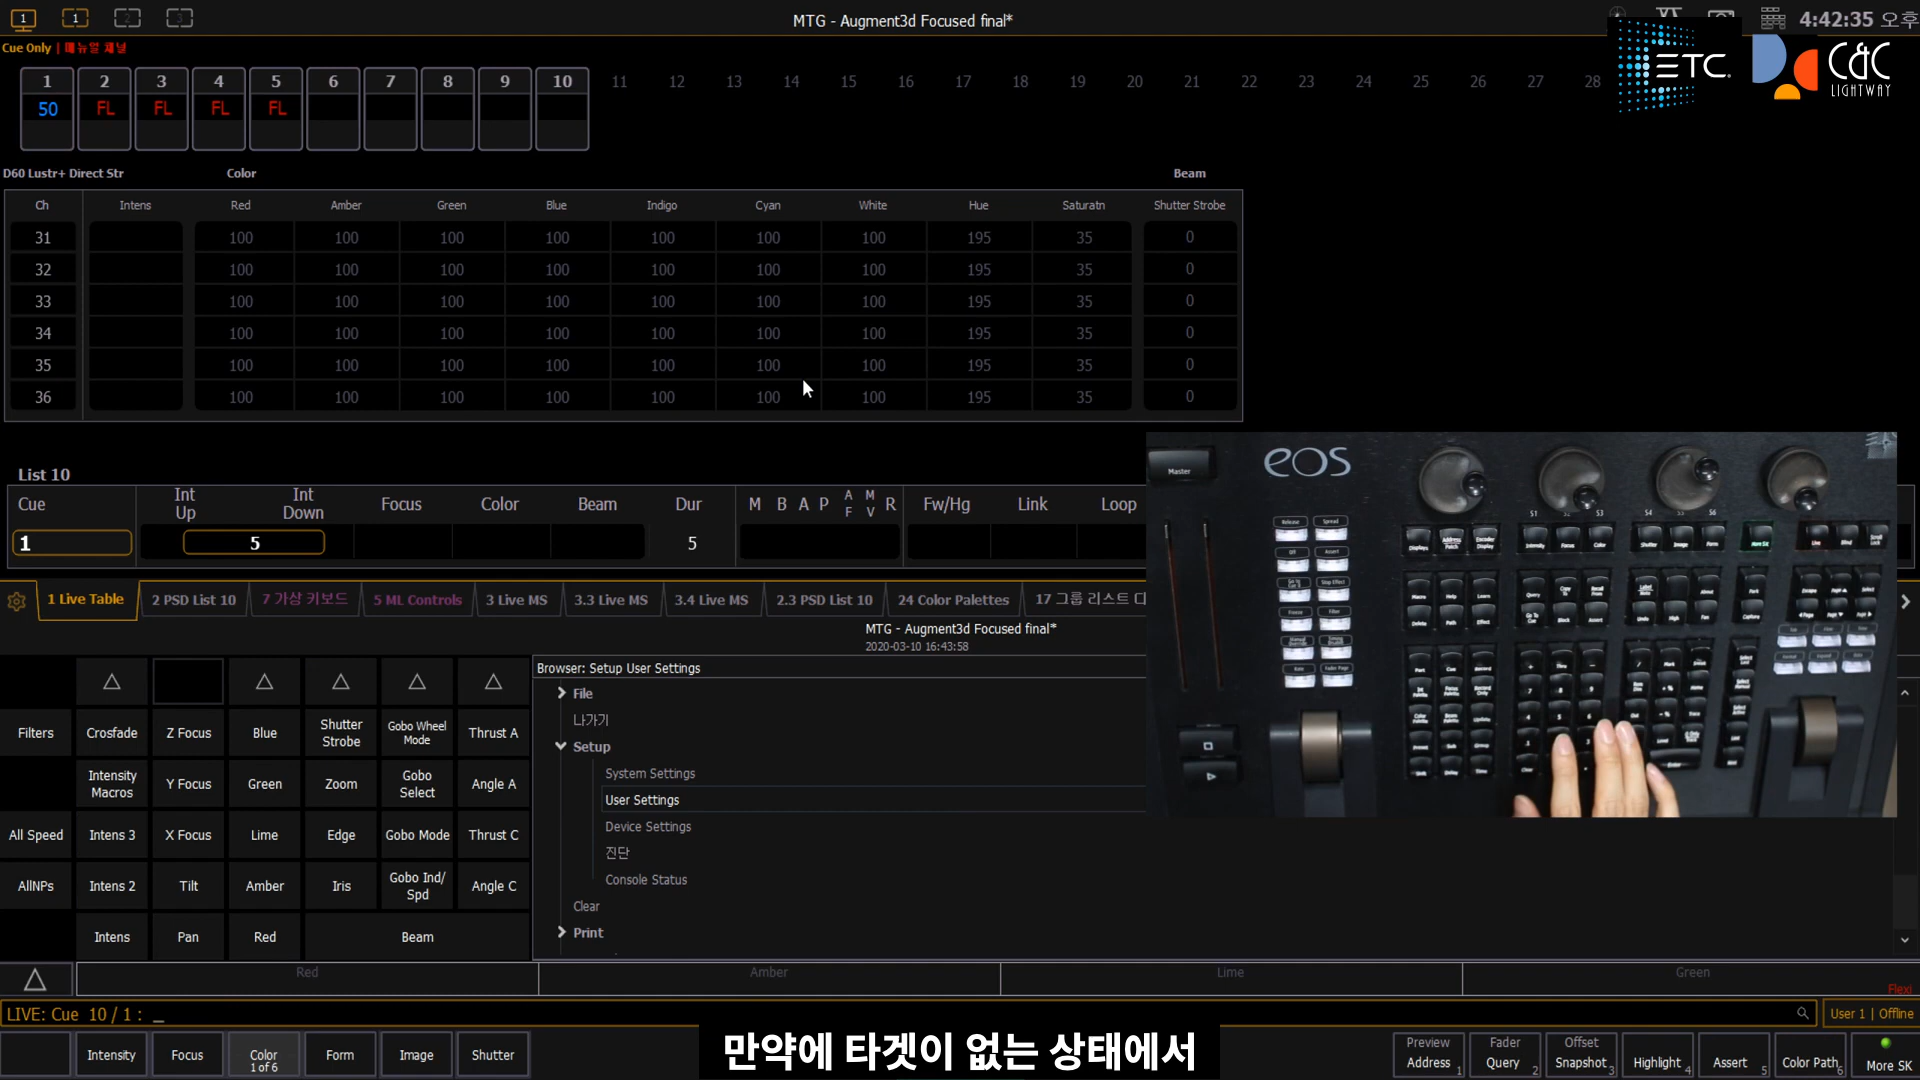 1 1 2 3
MTG - Augment3d Focused final*
4:42:35 오후
Cue Only | 매뉴얼 채널
ETC
C&C
LIGHTWAY
1 2 3 4 5 6 7 8 9 10 11 12 13 14 15 16 17 18 19 20 21 22 23 24 25 26 27 28
50 FL FL FL FL
D60 Lustr+ Direct Str Color Beam
Ch Intens Red Amber Green Blue Indigo Cyan White Hue Saturatn Shutter Strobe
31 100 100 100 100 100 100 100 195 35 0
32 100 100 100 100 100 100 100 195 35 0
33 100 100 100 100 100 100 100 195 35 0
34 100 100 100 100 100 100 100 195 35 0
35 100 100 100 100 100 100 100 195 35 0
36 100 100 100 100 100 100 100 195 35 0
List 10
Cue Int Up Int Down Focus Color Beam Dur M B A P AF MV R Fw/Hg Link Loop
1 5 5
Master
eos
1 Live Table 2 PSD List 10 7 가상 키보드 5 ML Controls 3 Live MS 3.3 Live MS 3.4 Live MS 2.3 PSD List 10 24 Color Palettes 17 그룹 리스트 디
MTG - Augment3d Focused final*
2020-03-10 16:43:58
Browser: Setup User Settings
File
나가기
Setup
System Settings
User Settings
Device Settings
진단
Console Status
Clear
Print
Filters Crosfade Z Focus Blue Shutter Strobe Gobo Wheel Mode Thrust A
Intensity Macros Y Focus Green Zoom Gobo Select Angle A
All Speed Intens 3 X Focus Lime Edge Gobo Mode Thrust C
AllNPs Intens 2 Tilt Amber Iris Gobo Ind/ Spd Angle C
Intens Pan Red Beam
Red Amber Lime Green
Flexi
LIVE: Cue 10 / 1 : _
User 1 | Offline
Intensity Focus Color 1 of 6 Form Image Shutter
만약에 타겟이 없는 상태에서
Preview Address 1 Fader Query 2 Offset Snapshot 3 Highlight 4 Assert 5 Color Path 6 More SK